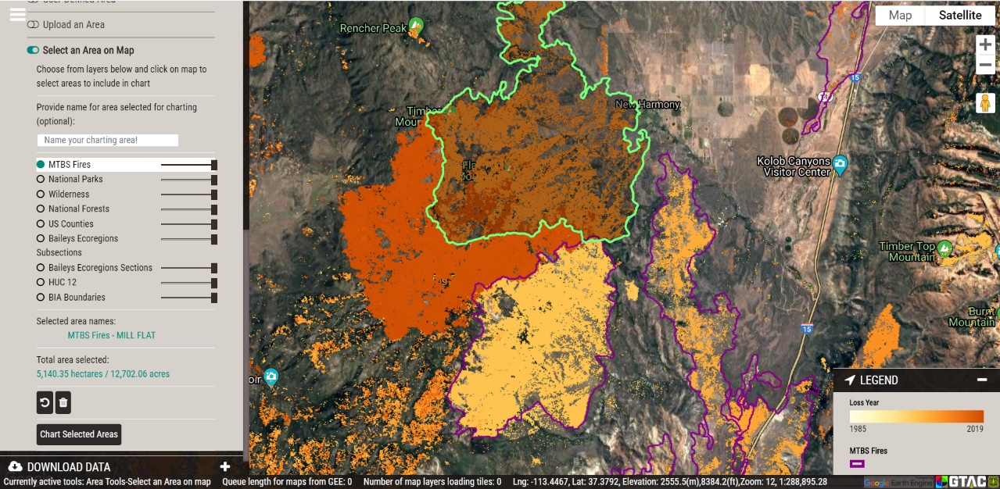 User Defined Area
Upload an Area
Select an Area on Map
Choose from layers below and click on map to
select areas to include in chart
Provide name for area selected for charting
(optional):
Name your charting area!
MTBS Fires
National Parks
Wilderness
National Forests
US Counties
Baileys Ecoregions
Subsections
Baileys Ecoregions Sections
HUC 12
BIA Boundaries
Selected area names:
MTBS Fires - MILL FLAT
Total area selected:
5,140.35 hectares / 12,702.06 acres
Chart Selected Areas
DOWNLOAD DATA
Rencher Peak
New Harmony
15
Kolob Canyons
Visitor Center
Timber Top
Mountain
Burnt
Mountain
15
Map
Satellite
LEGEND
Loss Year
1985
2019
MTBS Fires
Currently active tools: Area Tools-Select an Area on map
Queue length for maps from GEE: 0
Number of map layers loading tiles: 0
Lng: -113.4467, Lat: 37.3792, Elevation: 2555.5(m),8384.2(ft),Zoom: 12, 1:288,895.28
Google Earth Engine
GTAC